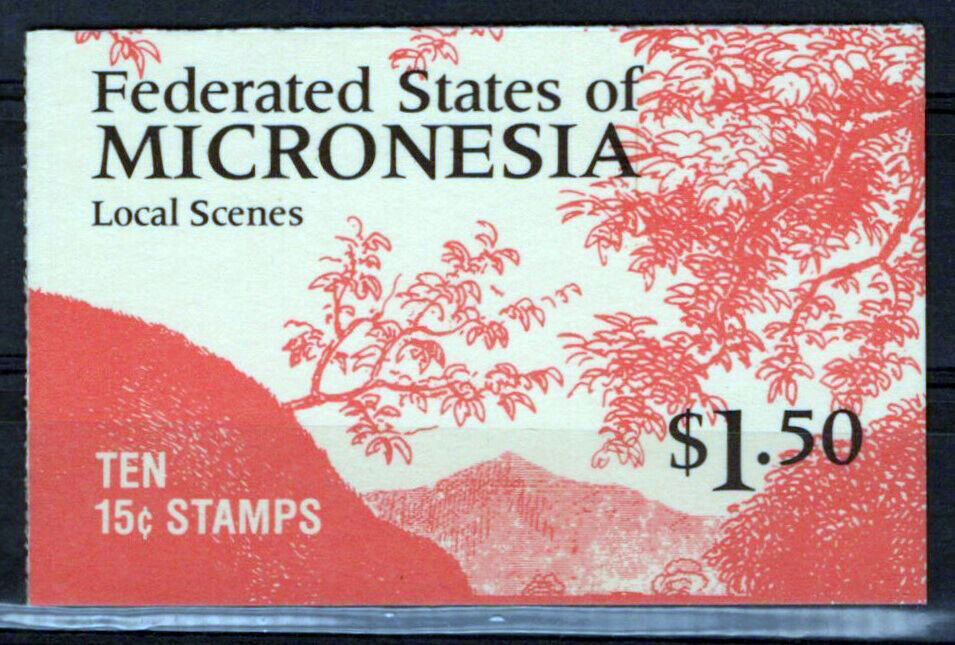 Federated States of
MICRONESIA
Local Scenes
$1.50
TEN
15¢ STAMPS